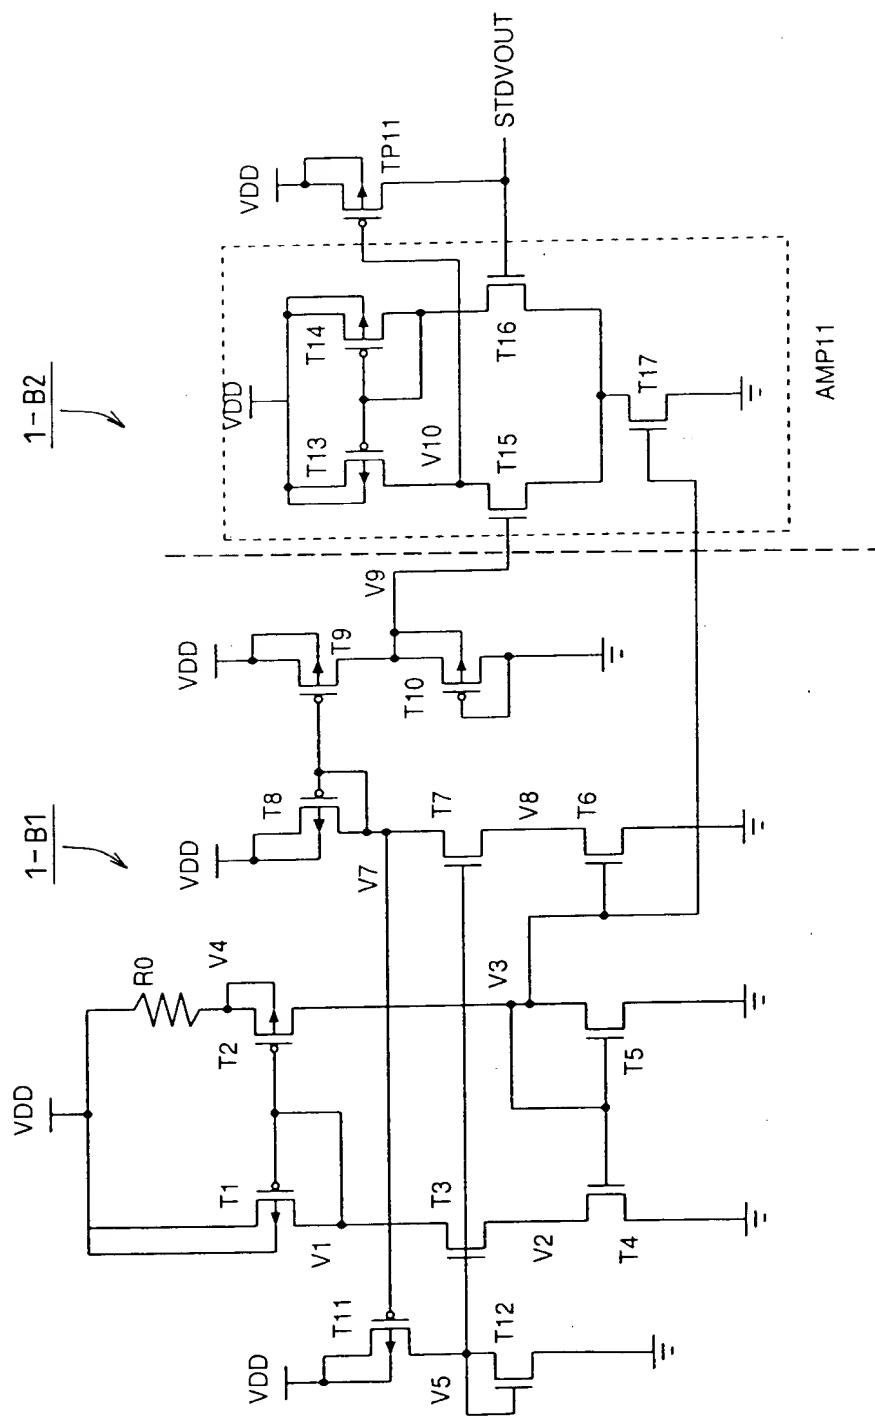 1-B1
1-B2
VDD
R0
V4
T1
T2
V1
V3
T3
V2
T4
T5
VDD
T11
V5
T12
VDD
T8
V7
T7
V8
T6
VDD
T9
V9
T10
VDD
T13
T14
V10
T15
T16
T17
AMP11
VDD
TP11
STDVOUT